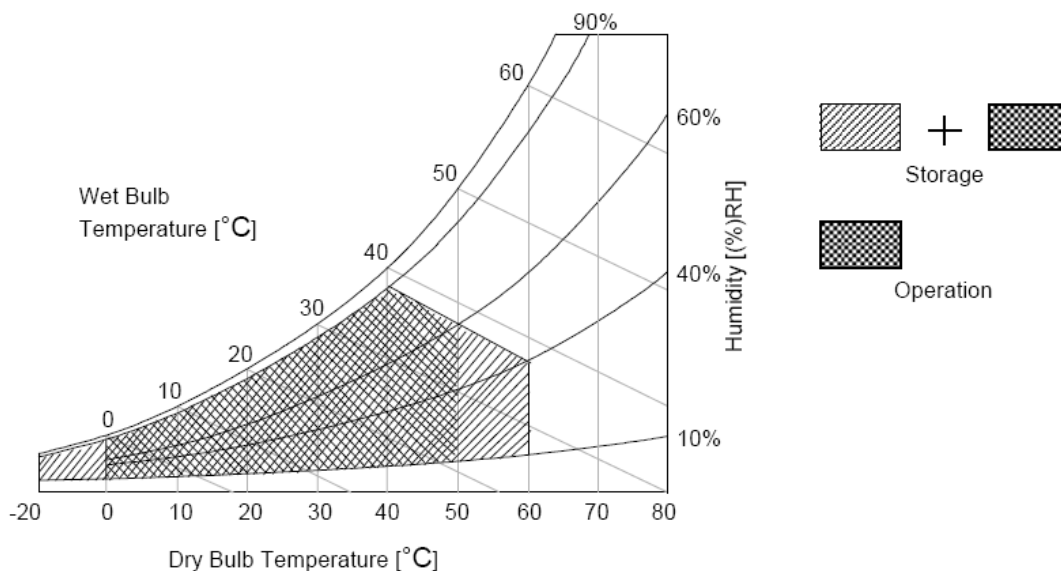 90%
60
60%
50
Storage
Wet Bulb
Temperature [°C]
40
40%
Humidity [(%)RH]
Operation
30
20
10
0
10%
-20 0 10 20 30 40 50 60 70 80
Dry Bulb Temperature [°C]